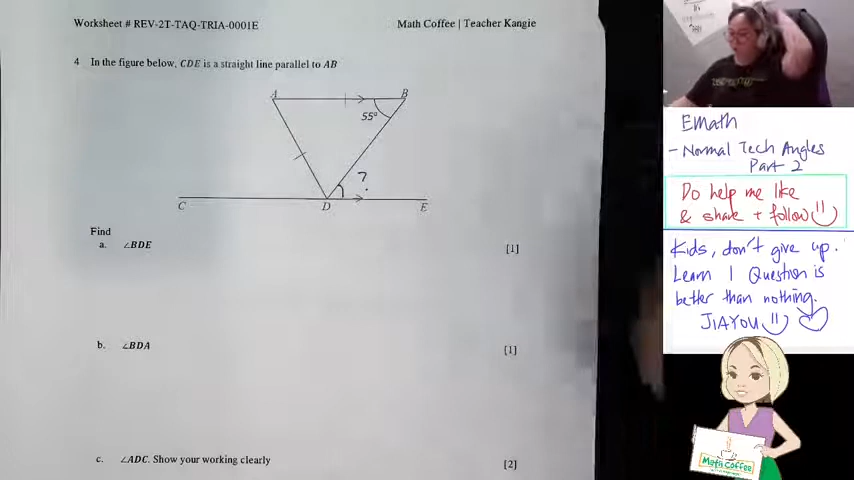 Worksheet # REV-2T-TAQ-TRIA-0001E
Math Coffee | Teacher Kangie
4 In the figure below, CDE is a straight line parallel to AB
A B
55°
?
C D E
Find
a. ∠BDE [1]
b. ∠BDA [1]
c. ∠ADC. Show your working clearly [2]
EMath
- Normal Tech Angles
Part 2
Do help me like
& share + follow
Kids, don't give up.
Learn 1 Question is
better than nothing.
JIAYOU
Math Coffee